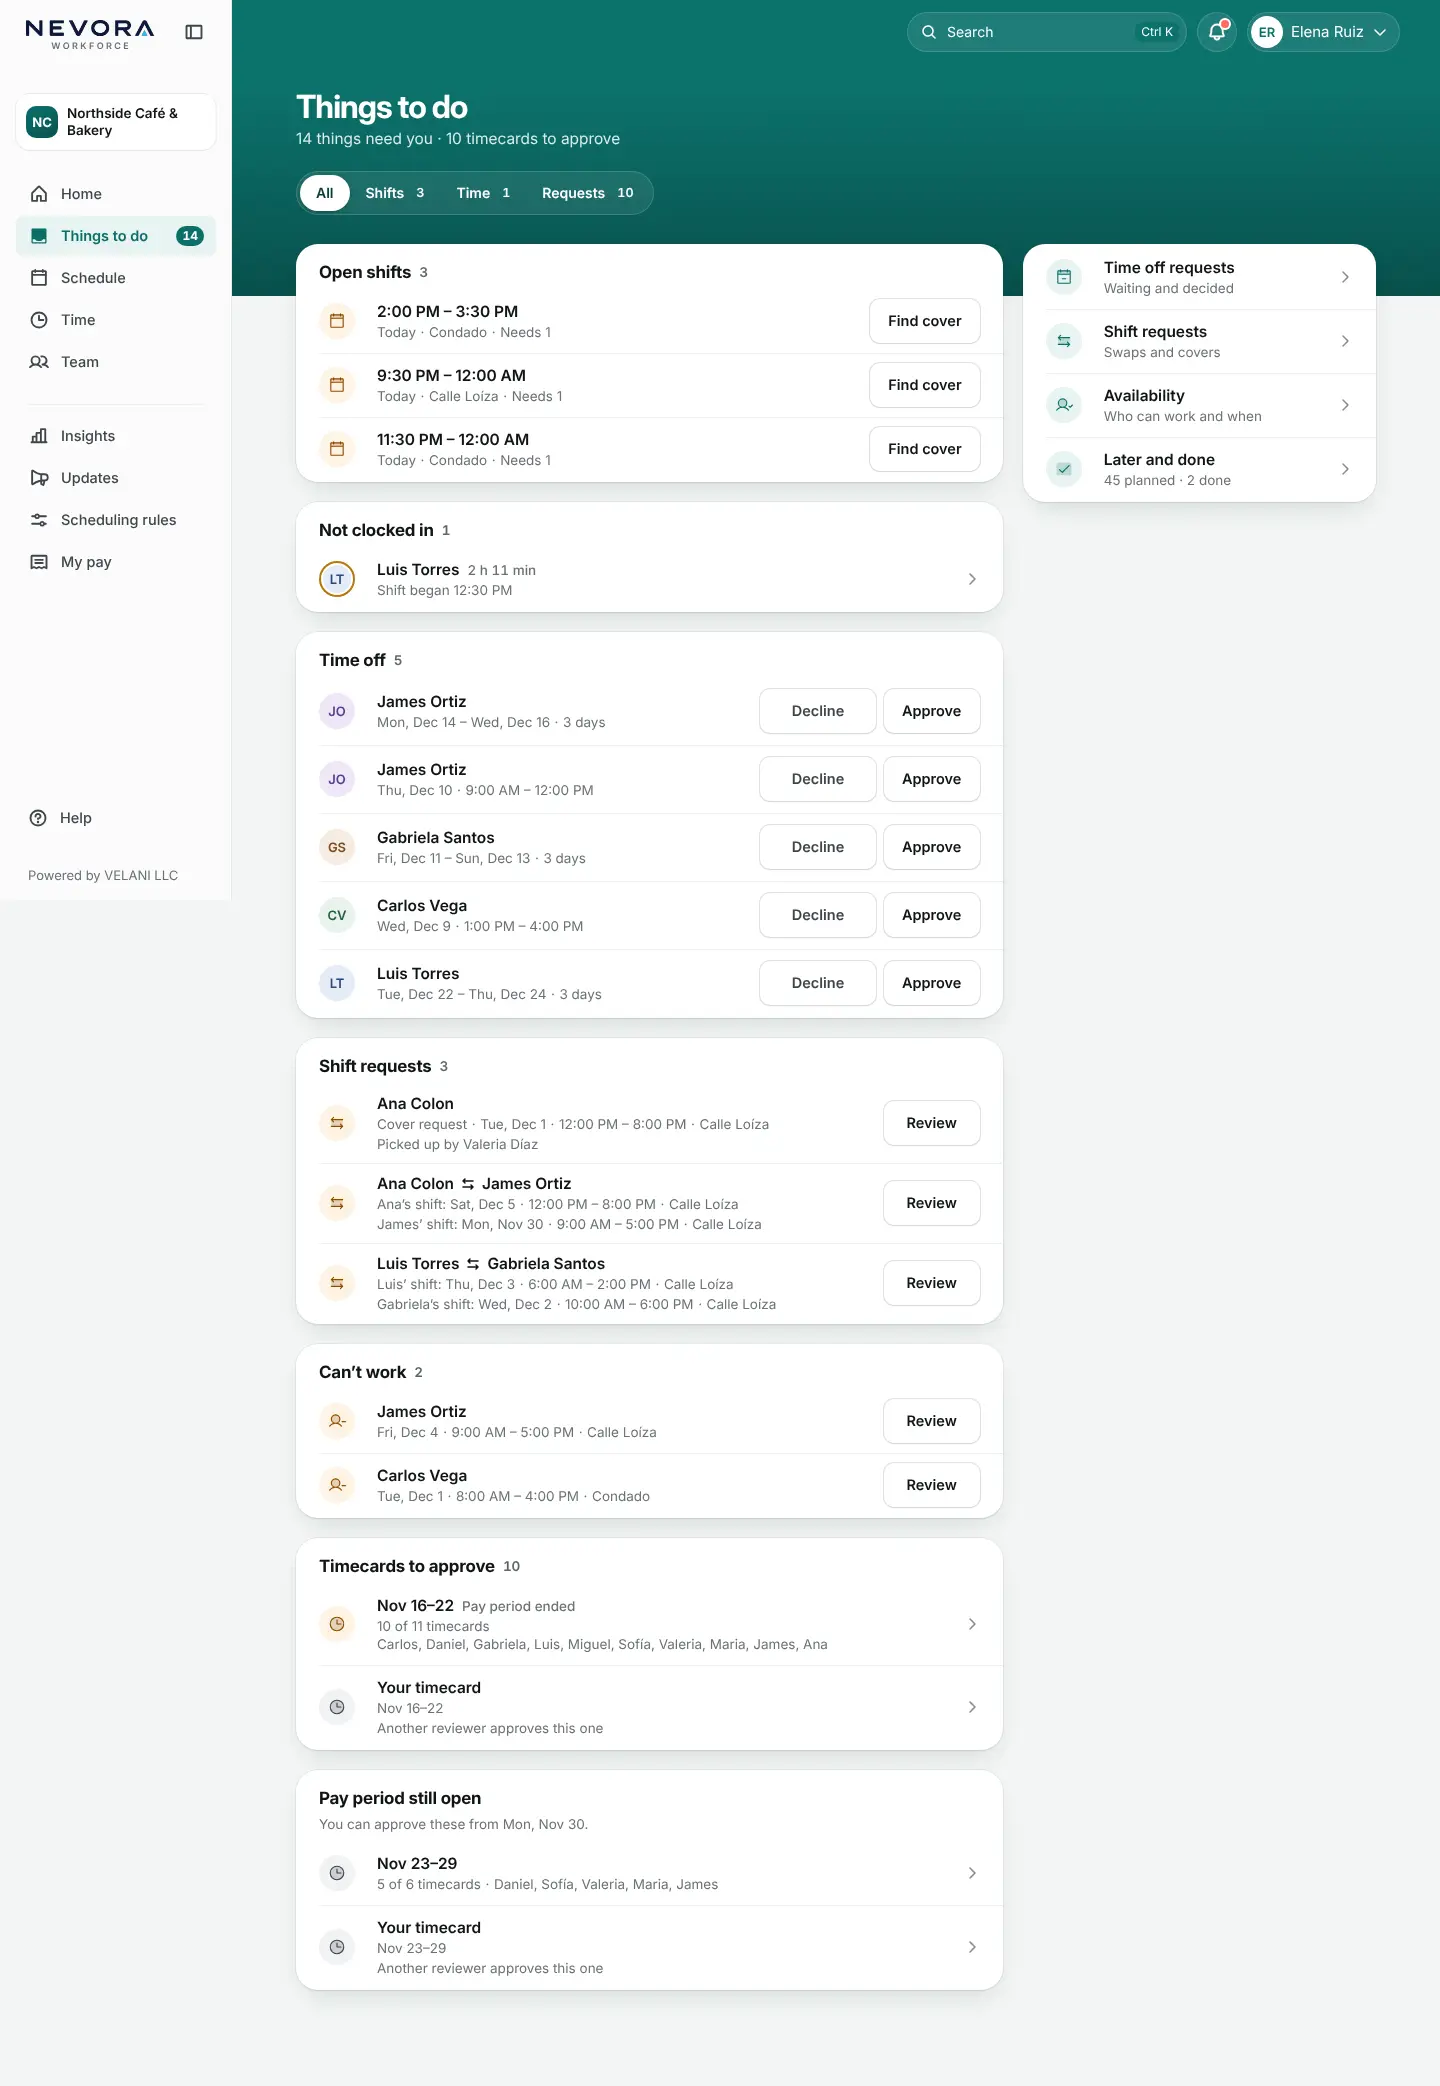 NEVORA
WORKFORCE
NC
Northside Café &
Bakery
Home
Things to do 14
Schedule
Time
Team
Insights
Updates
Scheduling rules
My pay
Help
Powered by VELANI LLC
Search
Ctrl K
ER
Elena Ruiz
Things to do
14 things need you · 10 timecards to approve
All
Shifts 3
Time 1
Requests 10
Open shifts 3
2:00 PM – 3:30 PM
Today · Condado · Needs 1
Find cover
9:30 PM – 12:00 AM
Today · Calle Loíza · Needs 1
Find cover
11:30 PM – 12:00 AM
Today · Condado · Needs 1
Find cover
Not clocked in 1
LT
Luis Torres 2 h 11 min
Shift began 12:30 PM
Time off 5
JO
James Ortiz
Mon, Dec 14 – Wed, Dec 16 · 3 days
Decline
Approve
JO
James Ortiz
Thu, Dec 10 · 9:00 AM – 12:00 PM
Decline
Approve
GS
Gabriela Santos
Fri, Dec 11 – Sun, Dec 13 · 3 days
Decline
Approve
CV
Carlos Vega
Wed, Dec 9 · 1:00 PM – 4:00 PM
Decline
Approve
LT
Luis Torres
Tue, Dec 22 – Thu, Dec 24 · 3 days
Decline
Approve
Shift requests 3
Ana Colon
Cover request · Tue, Dec 1 · 12:00 PM – 8:00 PM · Calle Loíza
Picked up by Valeria Díaz
Review
Ana Colon ⇆ James Ortiz
Ana’s shift: Sat, Dec 5 · 12:00 PM – 8:00 PM · Calle Loíza
James’ shift: Mon, Nov 30 · 9:00 AM – 5:00 PM · Calle Loíza
Review
Luis Torres ⇆ Gabriela Santos
Luis’ shift: Thu, Dec 3 · 6:00 AM – 2:00 PM · Calle Loíza
Gabriela’s shift: Wed, Dec 2 · 10:00 AM – 6:00 PM · Calle Loíza
Review
Can’t work 2
James Ortiz
Fri, Dec 4 · 9:00 AM – 5:00 PM · Calle Loíza
Review
Carlos Vega
Tue, Dec 1 · 8:00 AM – 4:00 PM · Condado
Review
Timecards to approve 10
Nov 16–22 Pay period ended
10 of 11 timecards
Carlos, Daniel, Gabriela, Luis, Miguel, Sofía, Valeria, Maria, James, Ana
Your timecard
Nov 16–22
Another reviewer approves this one
Pay period still open
You can approve these from Mon, Nov 30.
Nov 23–29
5 of 6 timecards · Daniel, Sofía, Valeria, Maria, James
Your timecard
Nov 23–29
Another reviewer approves this one
Time off requests
Waiting and decided
Shift requests
Swaps and covers
Availability
Who can work and when
Later and done
45 planned · 2 done